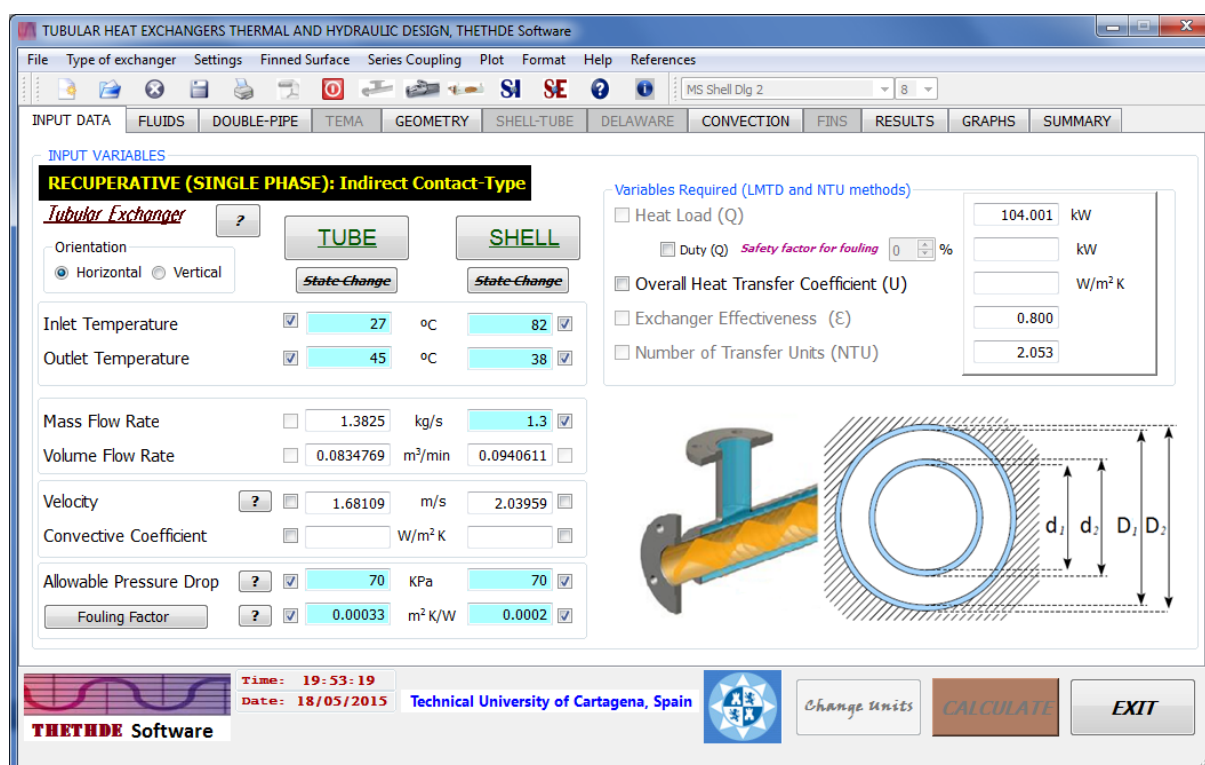 TUBULAR HEAT EXCHANGERS THERMAL AND HYDRAULIC DESIGN, THETHDE Software
File Type of exchanger Settings Finned Surface Series Coupling Plot Format Help References
SI SE ? MS Shell Dlg 2 8
INPUT DATA FLUIDS DOUBLE-PIPE TEMA GEOMETRY SHELL-TUBE DELAWARE CONVECTION FINS RESULTS GRAPHS SUMMARY
INPUT VARIABLES
RECUPERATIVE (SINGLE PHASE): Indirect Contact-Type
Tubular Exchanger ?
Orientation
Horizontal Vertical
TUBE SHELL
State Change State Change
Inlet Temperature 27 ºC 82
Outlet Temperature 45 ºC 38
Mass Flow Rate 1.3825 kg/s 1.3
Volume Flow Rate 0.0834769 m³/min 0.0940611
Velocity ? 1.68109 m/s 2.03959
Convective Coefficient W/m² K
Allowable Pressure Drop ? 70 KPa 70
Fouling Factor ? 0.00033 m² K/W 0.0002
Variables Required (LMTD and NTU methods)
Heat Load (Q) 104.001 kW
Duty (Q) Safety factor for fouling 0 % kW
Overall Heat Transfer Coefficient (U) W/m² K
Exchanger Effectiveness (Ɛ) 0.800
Number of Transfer Units (NTU) 2.053
d₁ d₂ D₁ D₂
THETHDE Software
Time: 19:53:19
Date: 18/05/2015
Technical University of Cartagena, Spain
Change Units CALCULATE EXIT